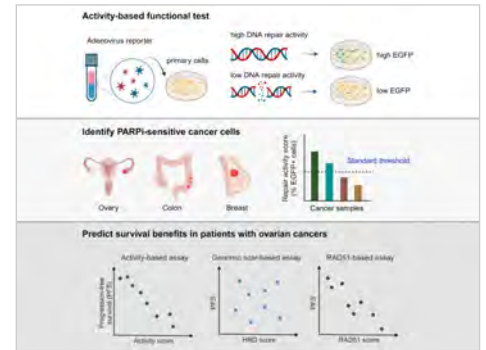 Activity-based functional test
Adenovirus reporter
primary cells
high DNA repair activity
high EGFP
low DNA repair activity
low EGFP
Identify PARPi-sensitive cancer cells
Ovary
Colon
Breast
Repair activity score
(% EGFP+ cells)
Standard threshold
Cancer samples
Predict survival benefits in patients with ovarian cancers
Activity-based assay
Progression-free
survival (PFS)
Activity score
Genomic scar-based assay
PFS
HRD score
RAD51-based assay
PFS
RAD51 score